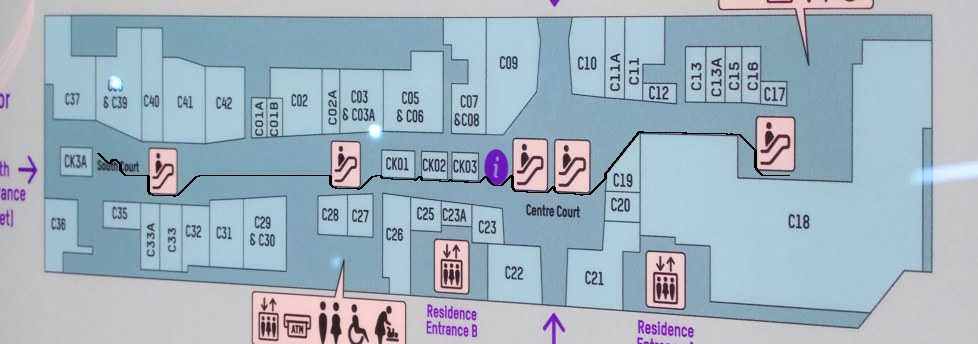 or
th
rance
et)
C37
& C39
C40
C41
C42
C01A
C01B
C02
C02A
C03
& C03A
C05
& C06
C07
&C08
C09
C10
C11A
C11
C12
C13
C13A
C15
C16
C17
CK3A
South Court
CK01
CK02
CK03
i
Centre Court
C19
C20
C18
C36
C35
C33A
C33
C32
C31
C29
& C30
C28
C27
C26
C25
C23A
C23
C22
C21
ATM
Residence
Entrance B
Residence